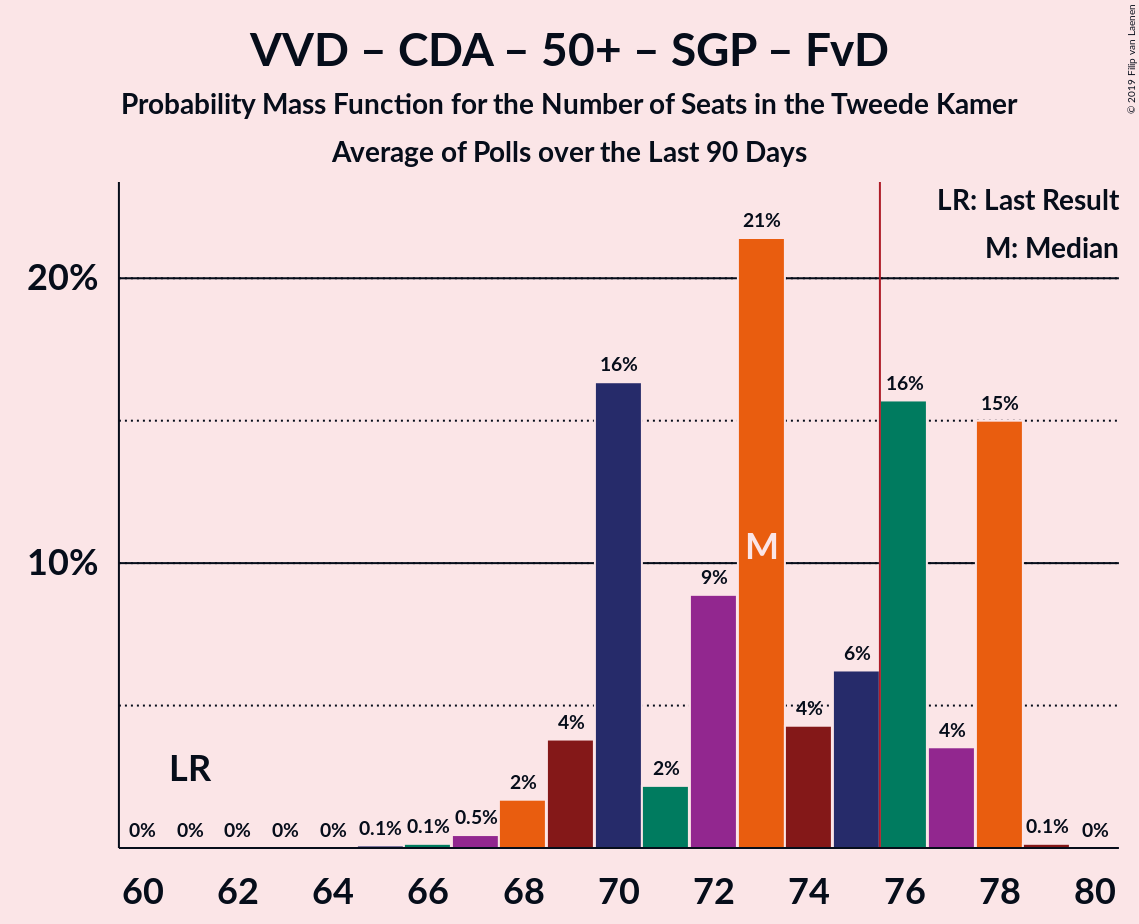 VVD – CDA – 50+ – SGP – FvD
Probability Mass Function for the Number of Seats in the Tweede Kamer
Average of Polls over the Last 90 Days
© 2019 Filip van Laenen
LR: Last Result
M: Median
20%
10%
21%
16%
16%
15%
9%
6%
4%
4%
4%
2%
2%
0.5%
0.1%
0.1%
0.1%
0%
0%
0%
0%
0%
0%
M
LR
60 62 64 66 68 70 72 74 76 78 80